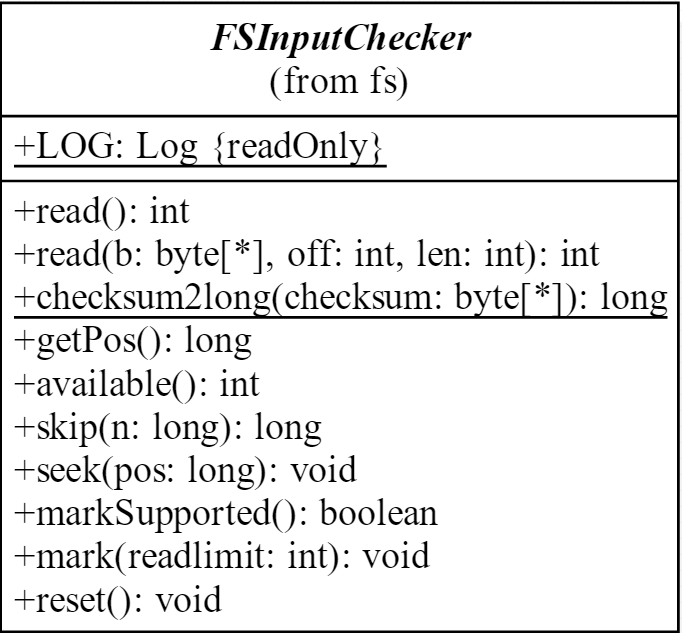 FSInputChecker
(from fs)
+LOG: Log {readOnly}
+read(): int
+read(b: byte[*], off: int, len: int): int
+checksum2long(checksum: byte[*]): long
+getPos(): long
+available(): int
+skip(n: long): long
+seek(pos: long): void
+markSupported(): boolean
+mark(readlimit: int): void
+reset(): void